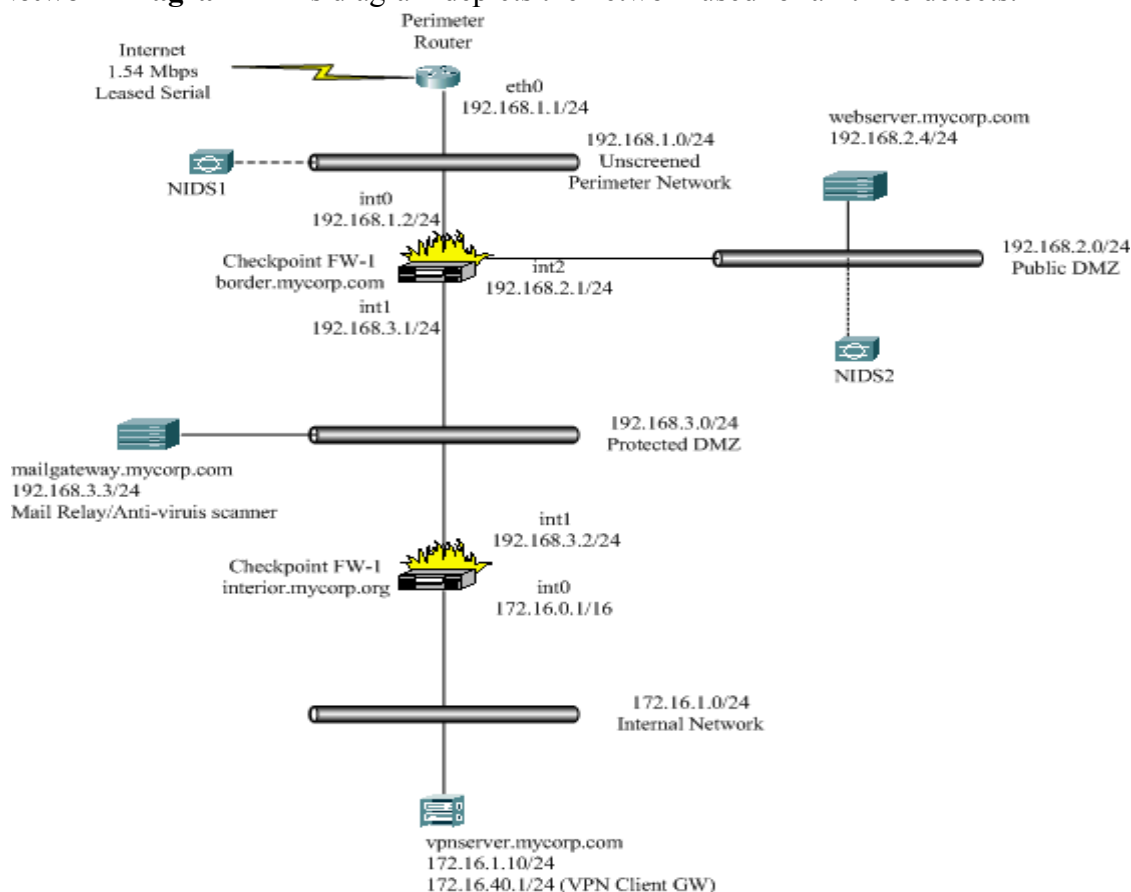 Perimeter
Router
Internet
1.54 Mbps
Leased Serial
eth0
192.168.1.1/24
webserver.mycorp.com
192.168.2.4/24
192.168.1.0/24
Unscreened
Perimeter Network
NIDS1
int0
192.168.1.2/24
Checkpoint FW-1
border.mycorp.com
int2
192.168.2.1/24
192.168.2.0/24
Public DMZ
int1
192.168.3.1/24
NIDS2
192.168.3.0/24
Protected DMZ
mailgateway.mycorp.com
192.168.3.3/24
Mail Relay/Anti-viruis scanner
int1
192.168.3.2/24
Checkpoint FW-1
interior.mycorp.org
int0
172.16.0.1/16
172.16.1.0/24
Internal Network
vpnserver.mycorp.com
172.16.1.10/24
172.16.40.1/24 (VPN Client GW)